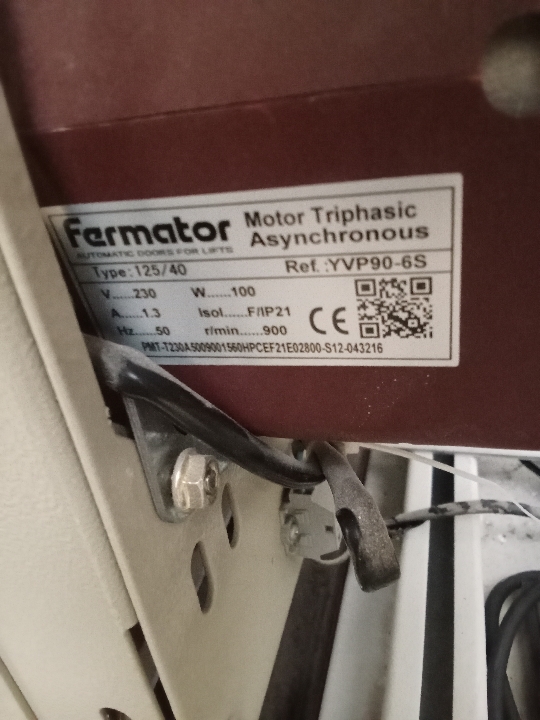 Fermator Motor Triphasic
AUTOMATIC DOORS FOR LIFTS Asynchronous
Type.:125/40 Ref.:YVP90-6S
V......230 W......100
A......1.3 Isol......F/IP21
Hz.....50 r/min......900
CE
PMT-T230A5009001560HPCEF21E02800-S12-043216